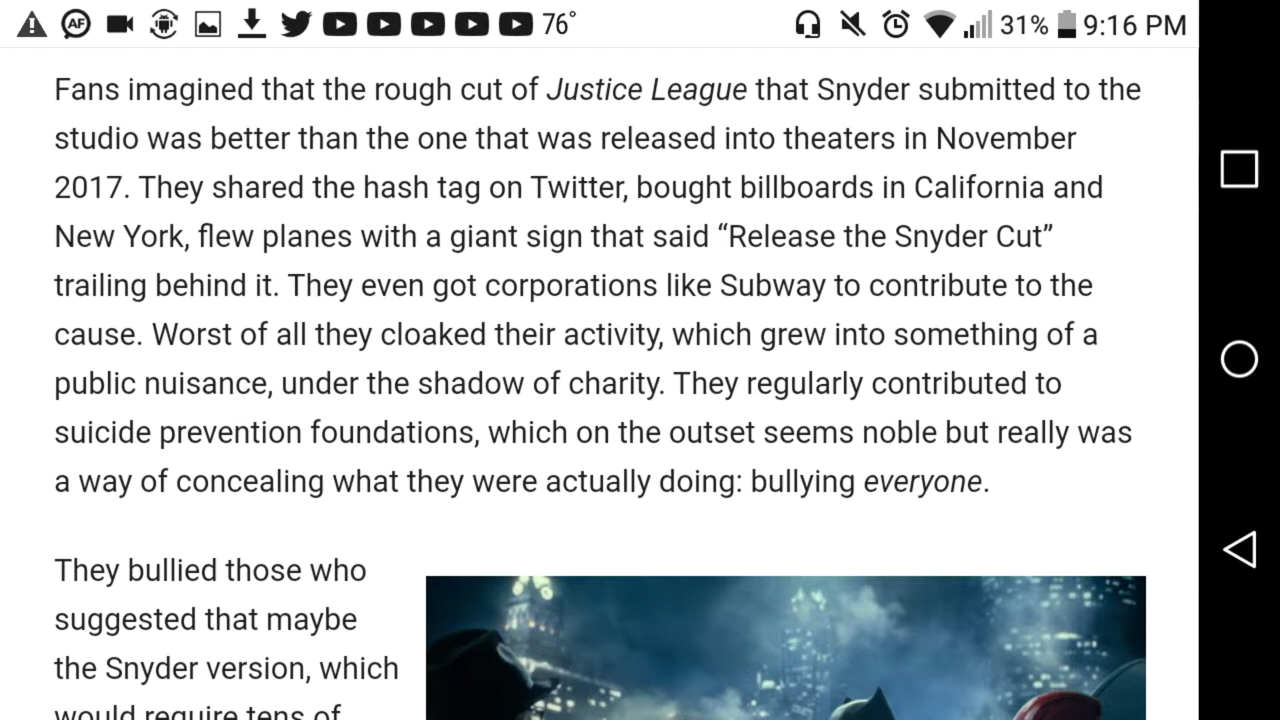 AF 76° 31% 9:16 PM
Fans imagined that the rough cut of Justice League that Snyder submitted to the
studio was better than the one that was released into theaters in November
2017. They shared the hash tag on Twitter, bought billboards in California and
New York, flew planes with a giant sign that said “Release the Snyder Cut”
trailing behind it. They even got corporations like Subway to contribute to the
cause. Worst of all they cloaked their activity, which grew into something of a
public nuisance, under the shadow of charity. They regularly contributed to
suicide prevention foundations, which on the outset seems noble but really was
a way of concealing what they were actually doing: bullying everyone.
They bullied those who
suggested that maybe
the Snyder version, which
would require tens of